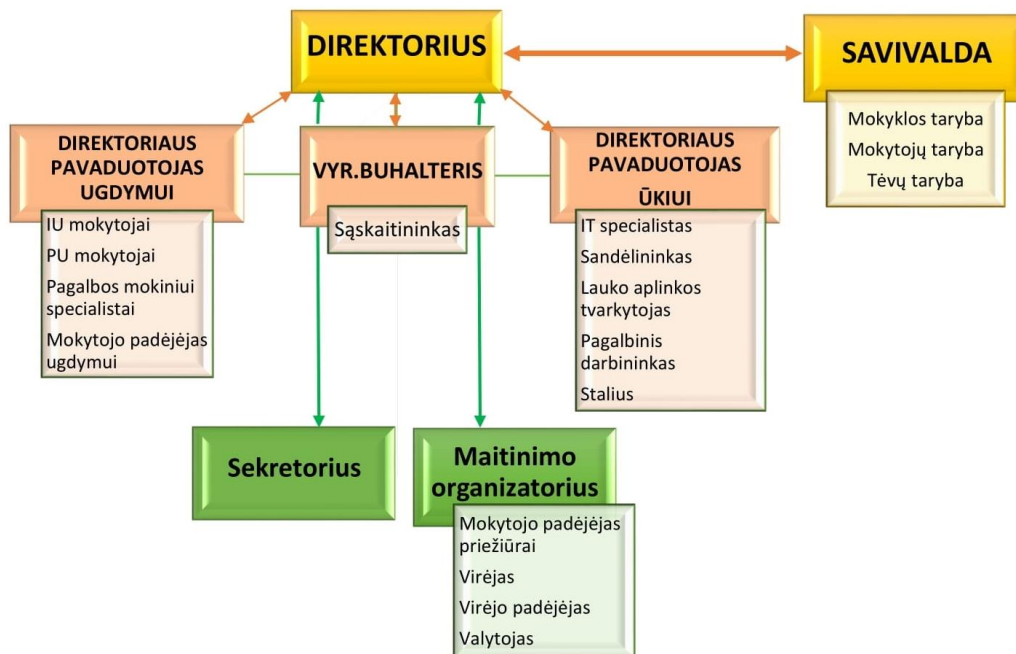 DIREKTORIUS
SAVIVALDA
Mokyklos taryba
Mokytojų taryba
Tėvų taryba
DIREKTORIAUS
PAVADUOTOJAS
UGDYMUI
IU mokytojai
PU mokytojai
Pagalbos mokiniui
specialistai
Mokytojo padėjėjas
ugdymui
VYR.BUHALTERIS
Sąskaitininkas
DIREKTORIAUS
PAVADUOTOJAS
ŪKIUI
IT specialistas
Sandėlininkas
Lauko aplinkos
tvarkytojas
Pagalbinis
darbininkas
Stalius
Sekretorius
Maitinimo
organizatorius
Mokytojo padėjėjas
priežiūrai
Virėjas
Virėjo padėjėjas
Valytojas